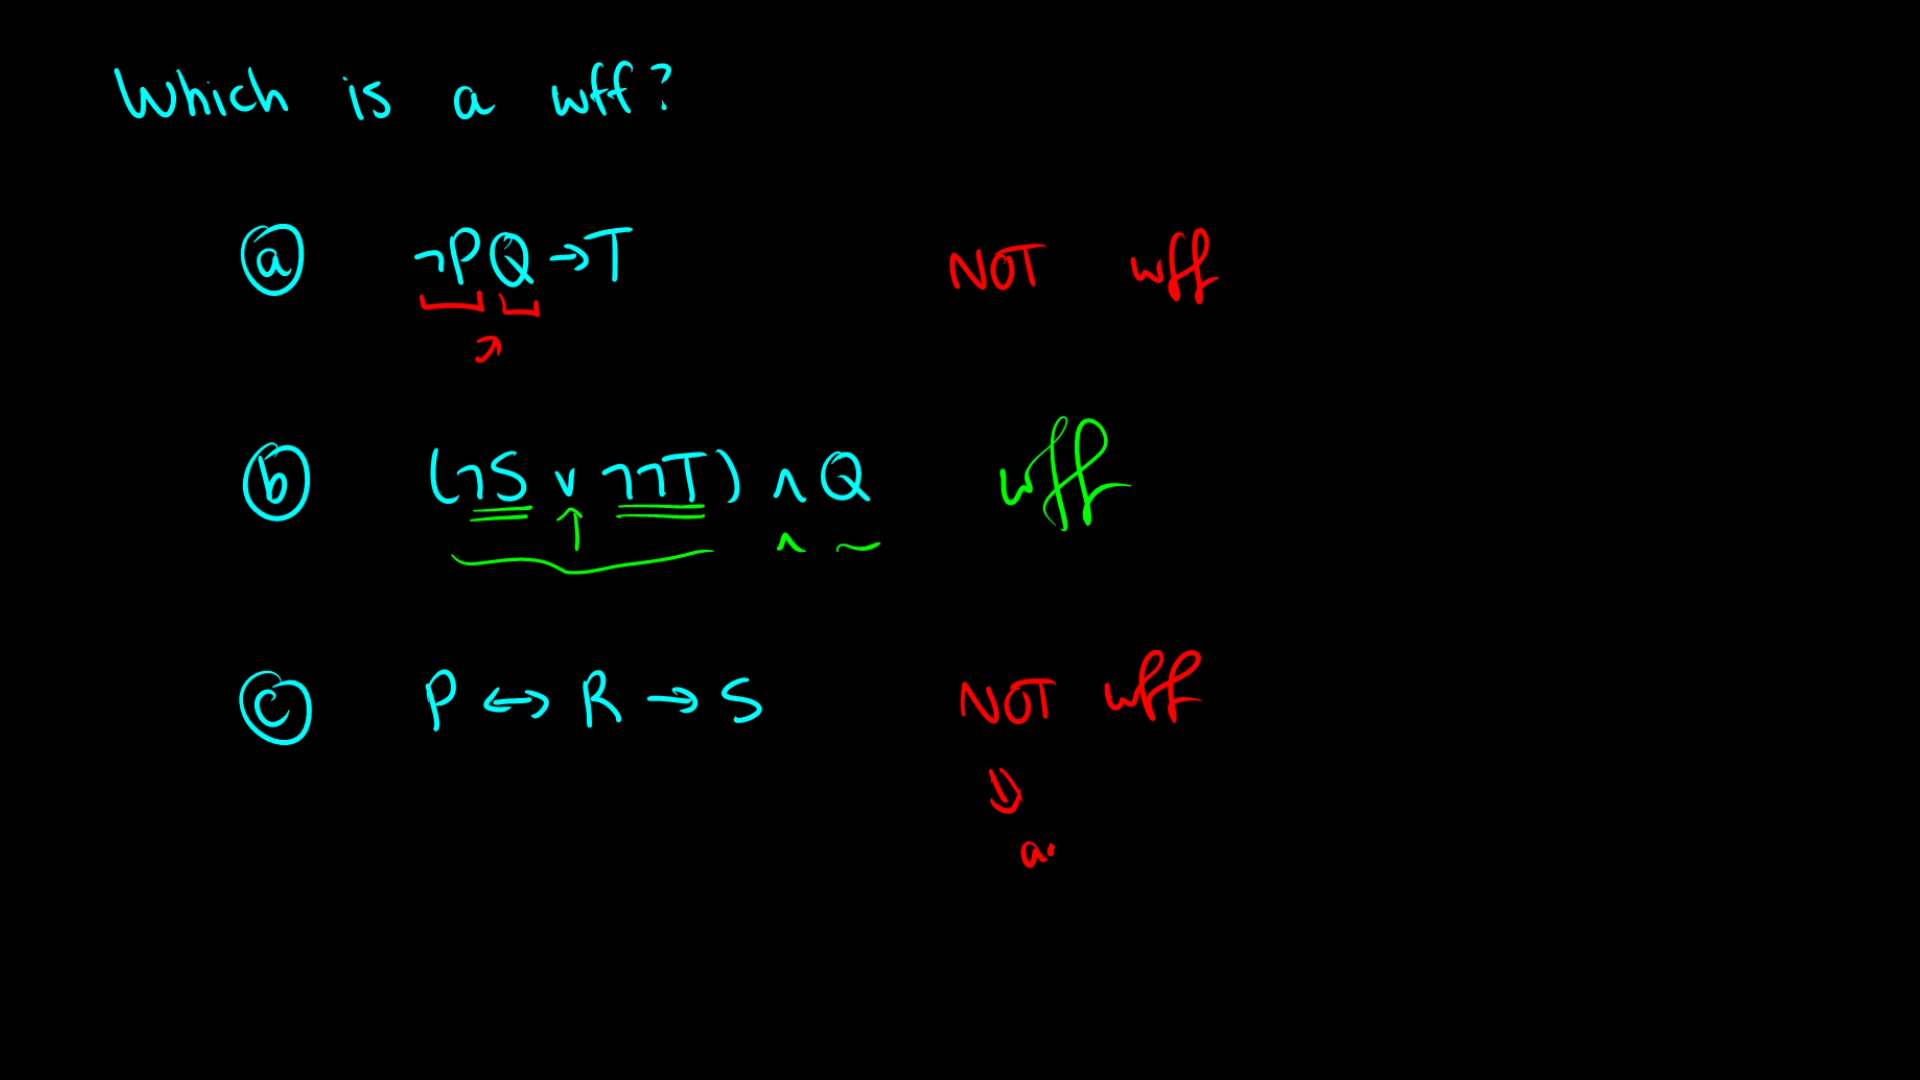 Which is a wff?
ⓐ ¬PQ→T NOT wff
ⓑ (¬S ∨ ¬¬T) ∧ Q wff
∧
ⓒ P ↔ R → S NOT wff
⇓
a